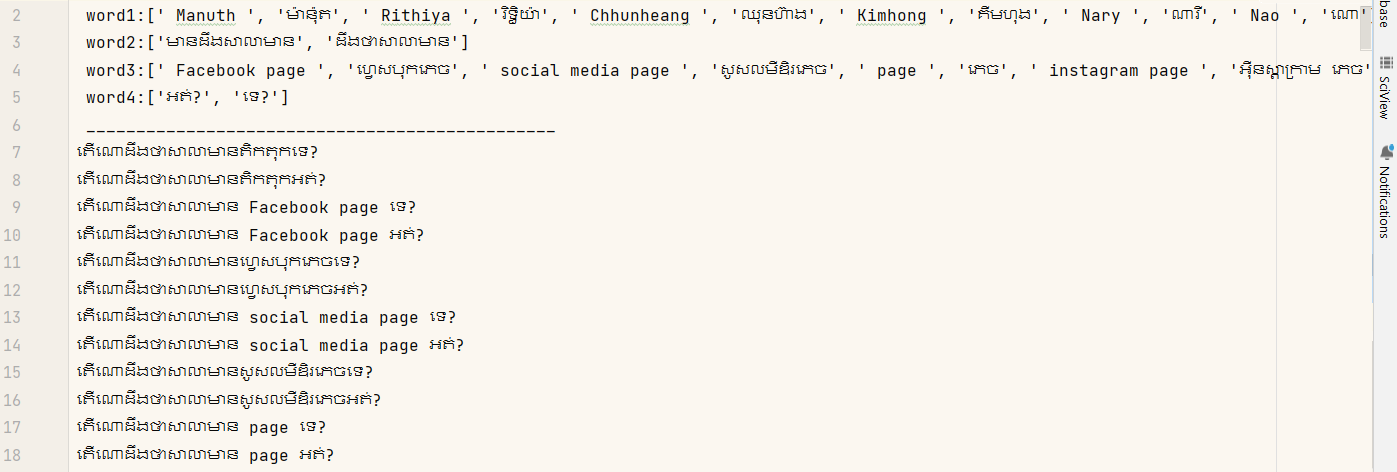 2 word1:[' Manuth ', 'ម៉ានុ៉ត', ' Rithiya ', 'រិទ្ធិយ៉ា', ' Chhunheang ', 'ឈុនហ៊ាង', ' Kimhong ', 'គីមហុង', ' Nary ', 'ណារី', ' Nao ', 'ណោ'
3 word2:['មានដឹងសាលាមាន', 'ដឹងថាសាលាមាន']
4 word3:[' Facebook page ', 'ហ្វេសបុកភេច', ' social media page ', 'សូសលមីឌិរភេច', ' page ', 'ភេច', ' instagram page ', 'អ៊ីនស្តាក្រាម ភេច'
5 word4:['អត់?', 'ទេ?']
6 _______________________________________________
7 តើណោដឹងថាសាលាមានតិកតុកទេ?
8 តើណោដឹងថាសាលាមានតិកតុកអត់?
9 តើណោដឹងថាសាលាមាន Facebook page ទេ?
10 តើណោដឹងថាសាលាមាន Facebook page អត់?
11 តើណោដឹងថាសាលាមានហ្វេសបុកភេចទេ?
12 តើណោដឹងថាសាលាមានហ្វេសបុកភេចអត់?
13 តើណោដឹងថាសាលាមាន social media page ទេ?
14 តើណោដឹងថាសាលាមាន social media page អត់?
15 តើណោដឹងថាសាលាមានសូសលមីឌិរភេចទេ?
16 តើណោដឹងថាសាលាមានសូសលមីឌិរភេចអត់?
17 តើណោដឹងថាសាលាមាន page ទេ?
18 តើណោដឹងថាសាលាមាន page អត់?
base
SciView
Notifications